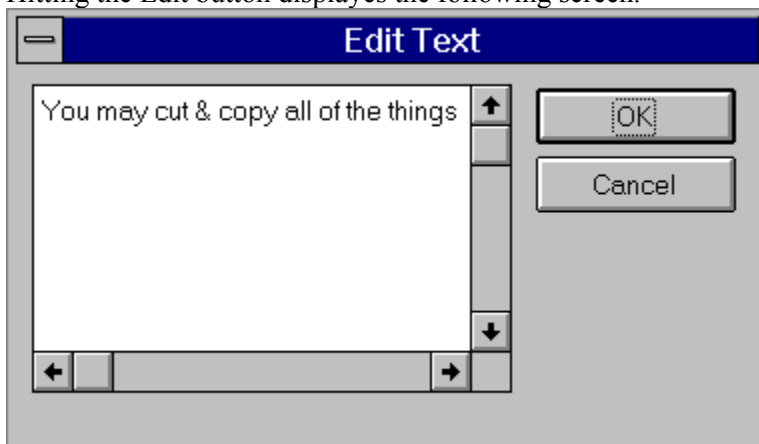 Hitting the Edit button displayes the following screen.
Edit Text
You may cut & copy all of the things
OK
Cancel